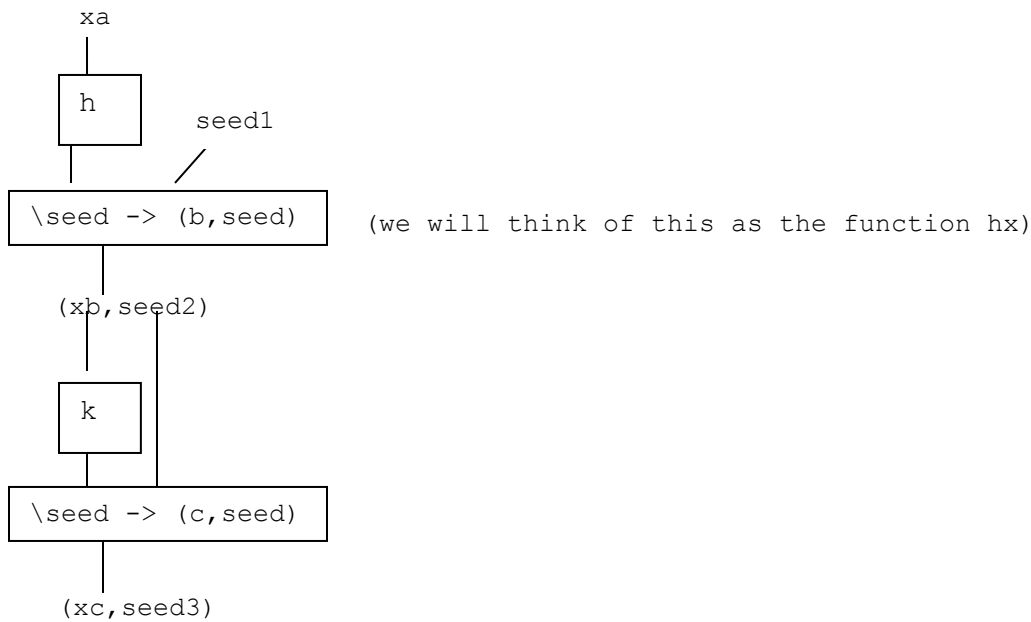 xa
h
seed1
\seed -> (b,seed)
(we will think of this as the function hx)
(xb,seed2)
k
\seed -> (c,seed)
(xc,seed3)